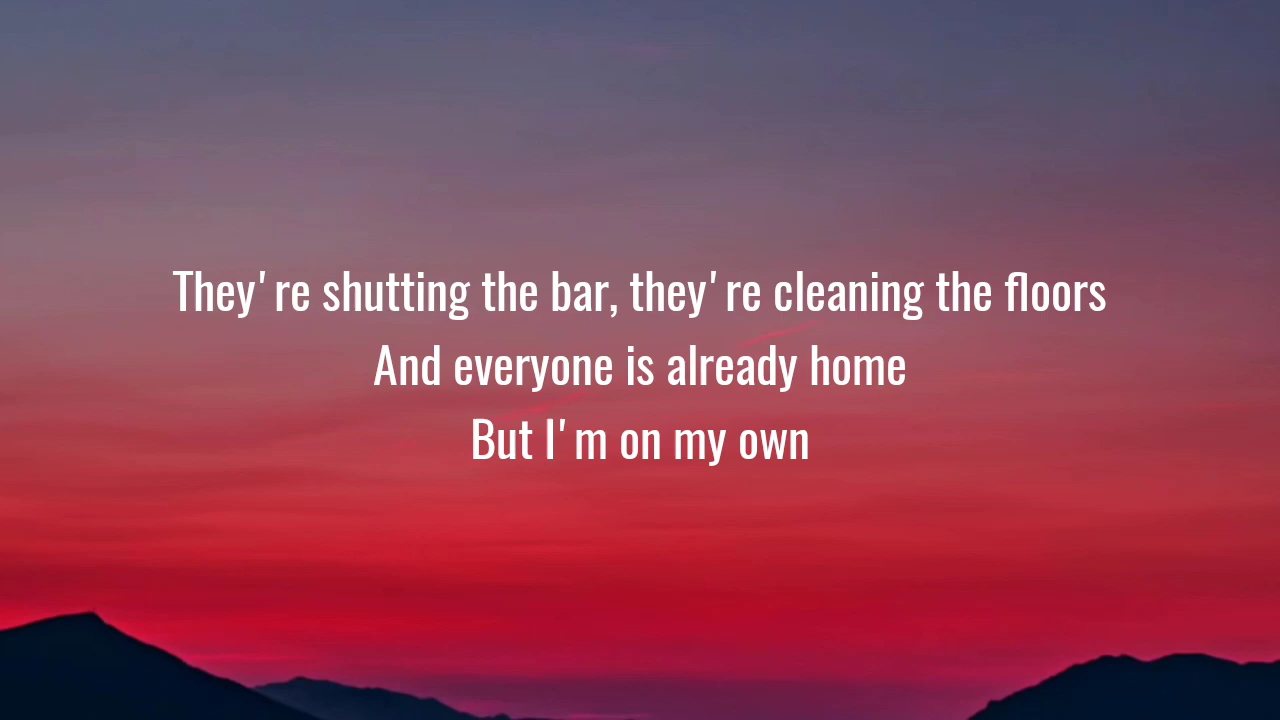 They're shutting the bar, they're cleaning the floors
And everyone is already home
But I'm on my own